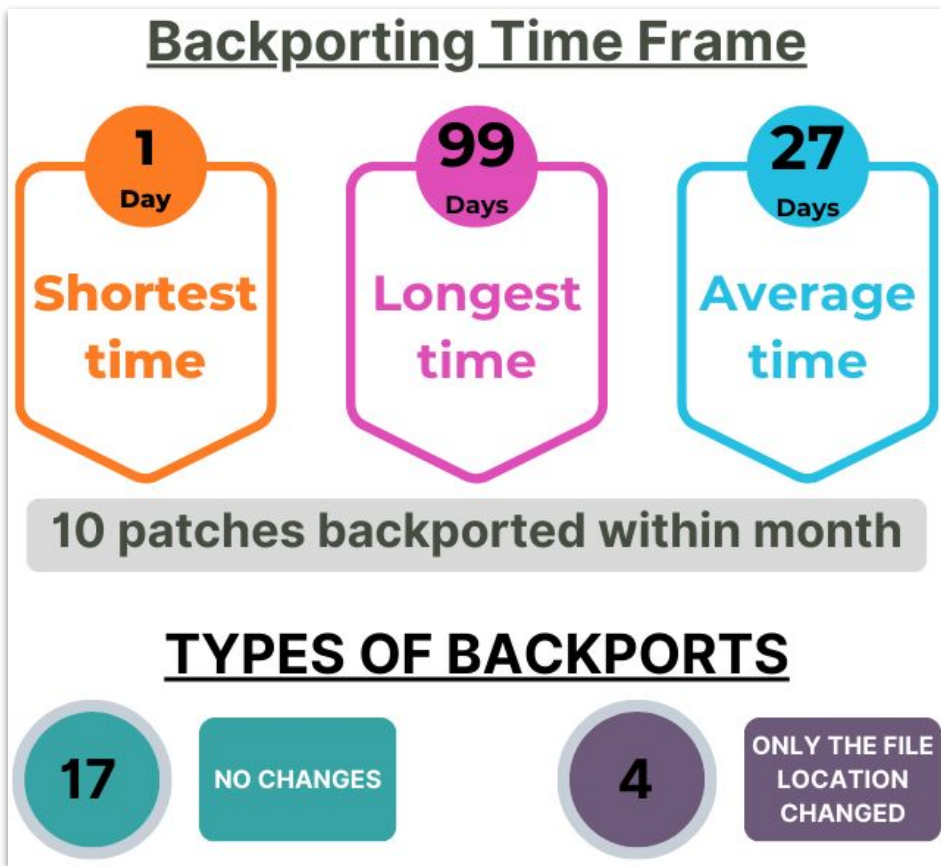 Backporting Time Frame
1
Day
Shortest
time
99
Days
Longest
time
27
Days
Average
time
10 patches backported within month
TYPES OF BACKPORTS
17
NO CHANGES
4
ONLY THE FILE
LOCATION
CHANGED